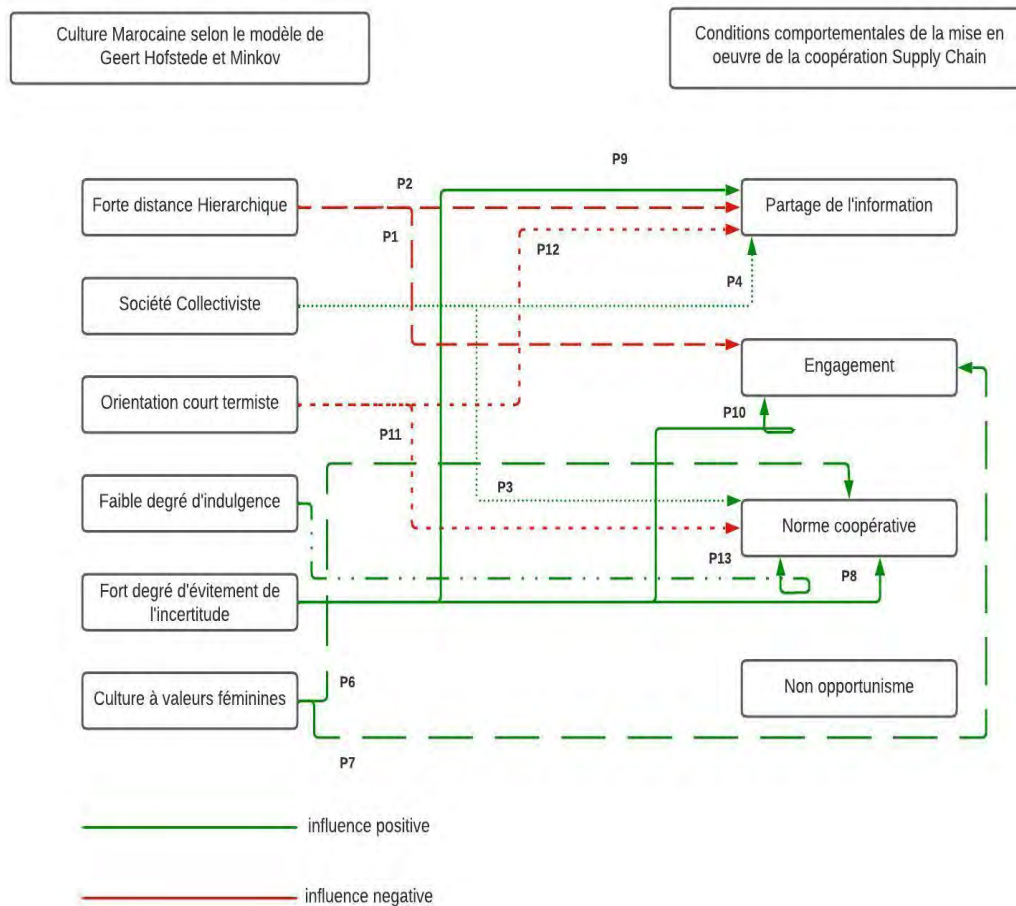 Culture Marocaine selon le modèle de
Geert Hofstede et Minkov
Conditions comportementales de la mise en
oeuvre de la coopération Supply Chain
P9
P2
Forte distance Hierarchique
Partage de l'information
P1
P12
P4
Société Collectiviste
Engagement
Orientation court termiste
P10
P11
Faible degré d'indulgence
P3
Norme coopérative
P13
P8
Fort degré d'évitement de
l'incertitude
P6
Non opportunisme
Culture à valeurs féminines
P7
influence positive
influence negative